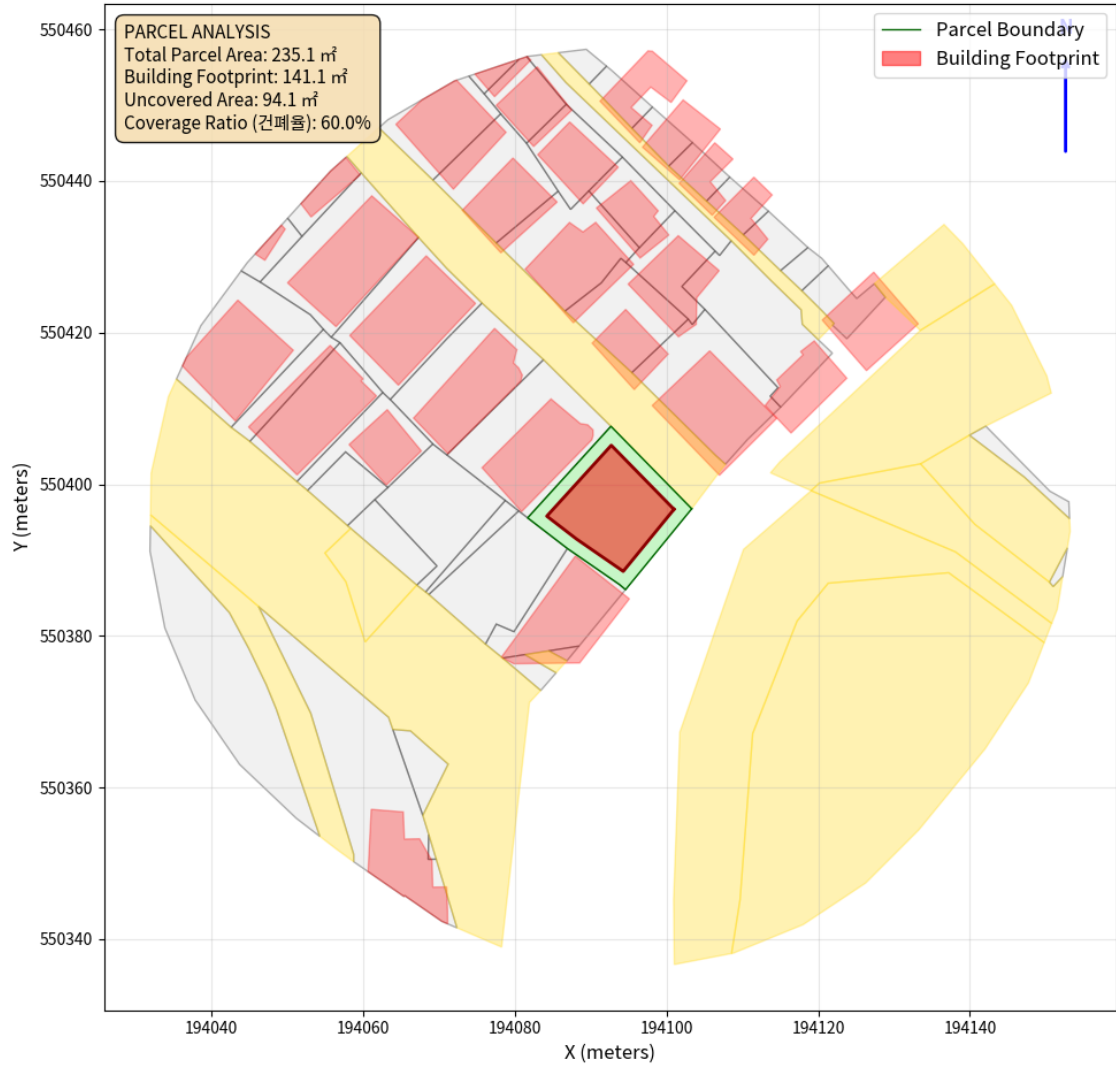 PARCEL ANALYSIS
Total Parcel Area: 235.1 ㎡
Building Footprint: 141.1 ㎡
Uncovered Area: 94.1 ㎡
Coverage Ratio (건폐율): 60.0%
Parcel Boundary
Building Footprint
N
550460
550440
550420
550400
550380
550360
550340
Y (meters)
194040
194060
194080
194100
194120
194140
X (meters)